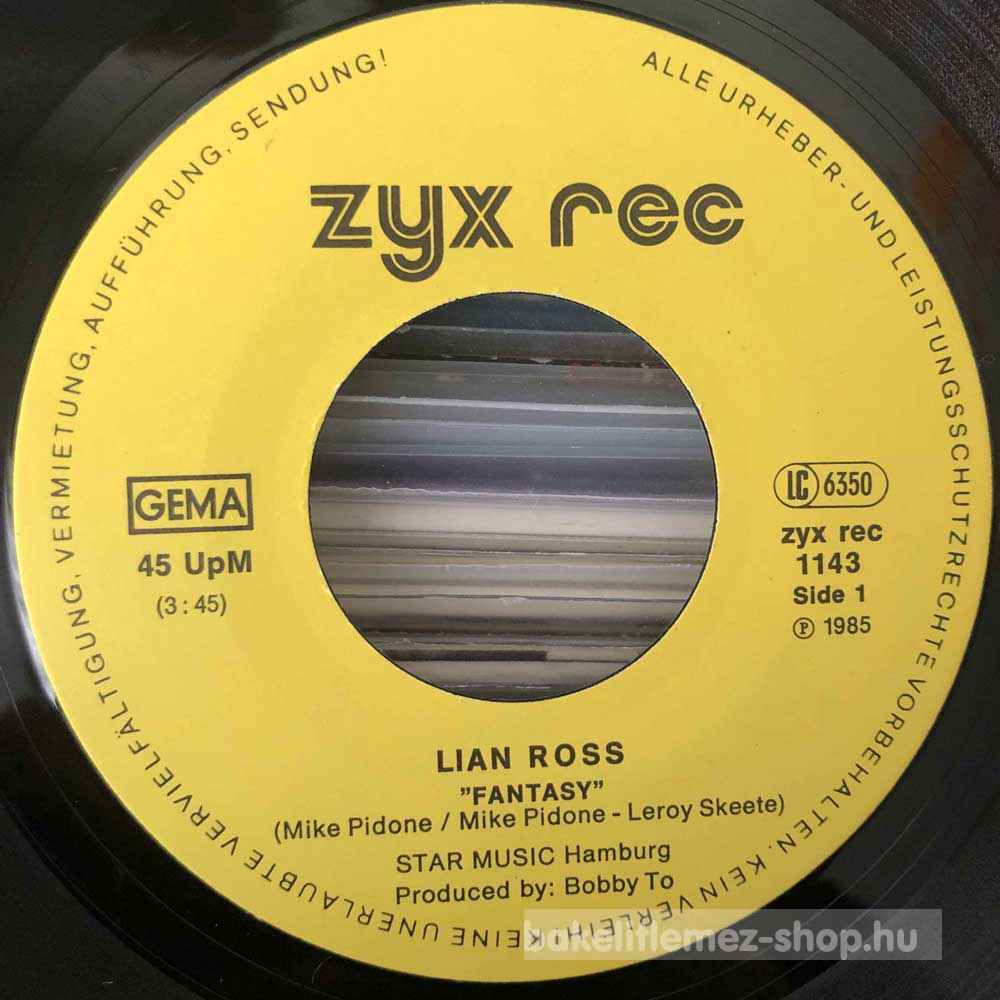 ALLE URHEBER- UND LEISTUNGSSCHUTZRECHTE VORBEHALTEN. KEIN VERLEIH! KEINE UNERLAUBTE VERVIELFÄLTIGUNG, VERMIETUNG, AUFFÜHRUNG, SENDUNG!
zyx rec
GEMA
45 UpM
(3:45)
LC 6350
zyx rec
1143
Side 1
℗ 1985
LIAN ROSS
"FANTASY"
(Mike Pidone / Mike Pidone - Leroy Skeete)
STAR MUSIC Hamburg
Produced by: Bobby To
bakelitlemez-shop.hu